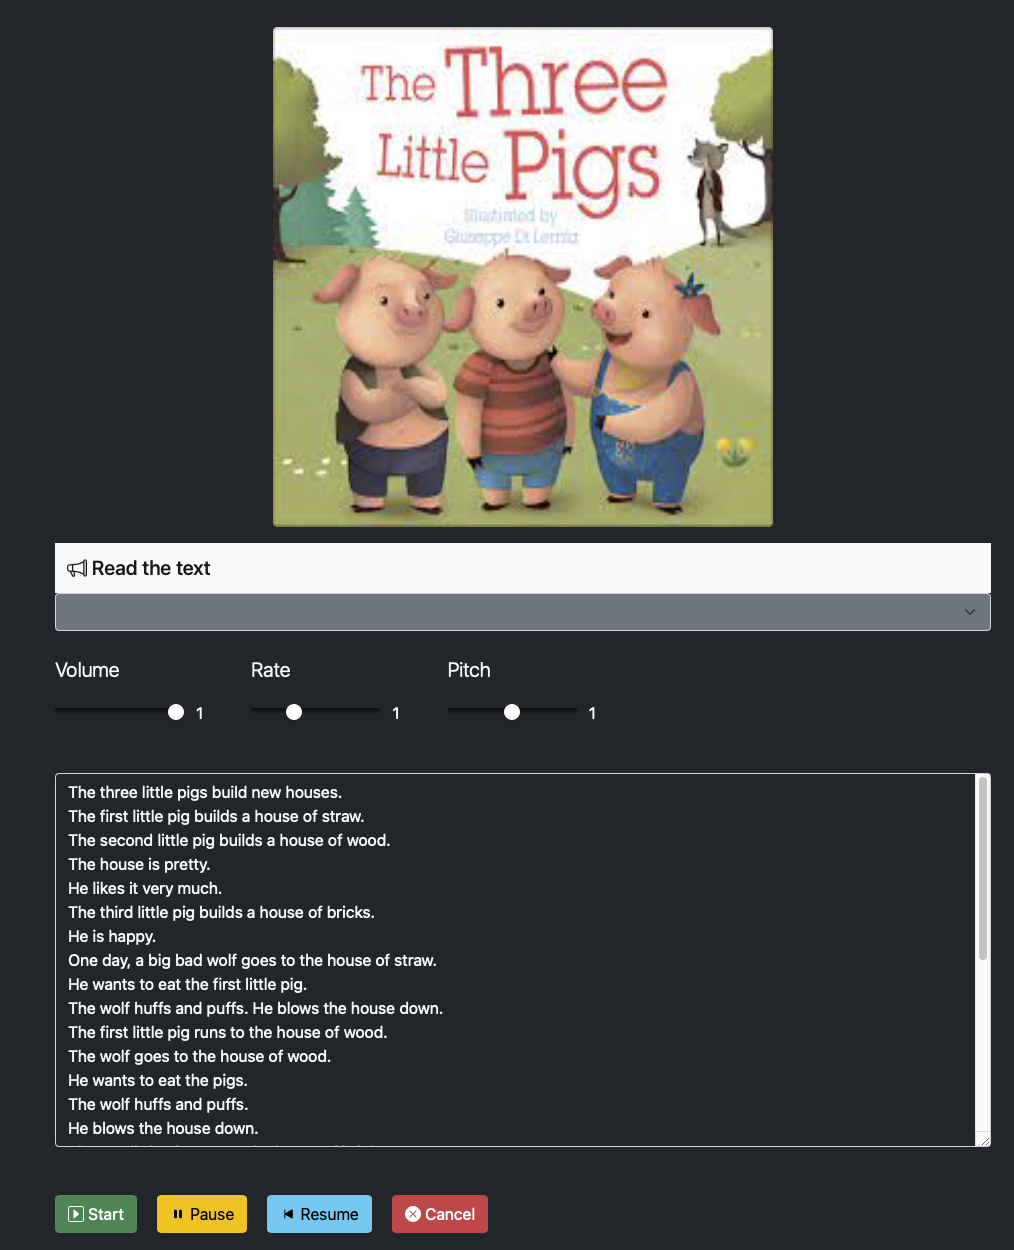 The Three
Little Pigs
Illustrated by
Giuseppe Di Lernia
Read the text
Volume
Rate
Pitch
1
1
1
The three little pigs build new houses.
The first little pig builds a house of straw.
The second little pig builds a house of wood.
The house is pretty.
He likes it very much.
The third little pig builds a house of bricks.
He is happy.
One day, a big bad wolf goes to the house of straw.
He wants to eat the first little pig.
The wolf huffs and puffs. He blows the house down.
The first little pig runs to the house of wood.
The wolf goes to the house of wood.
He wants to eat the pigs.
The wolf huffs and puffs.
He blows the house down.
Start
Pause
Resume
Cancel